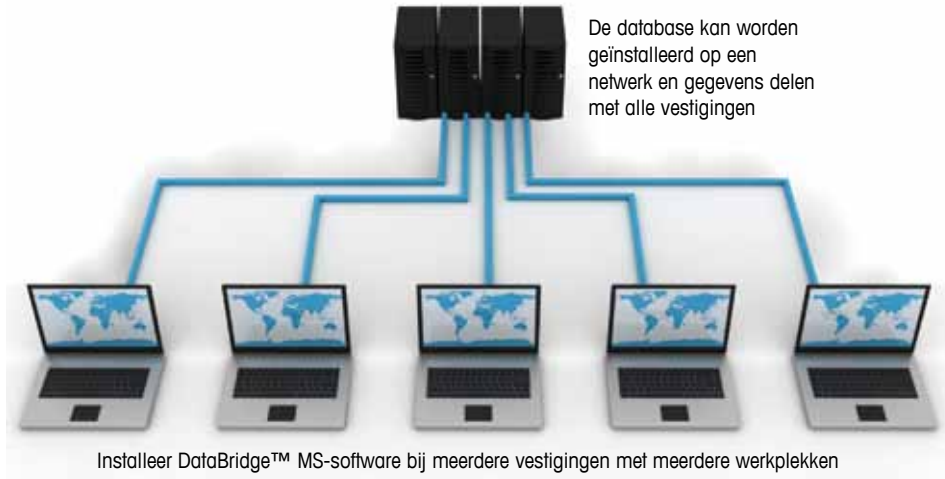 De database kan worden
geïnstalleerd op een
netwerk en gegevens delen
met alle vestigingen
Installeer DataBridge™ MS-software bij meerdere vestigingen met meerdere werkplekken